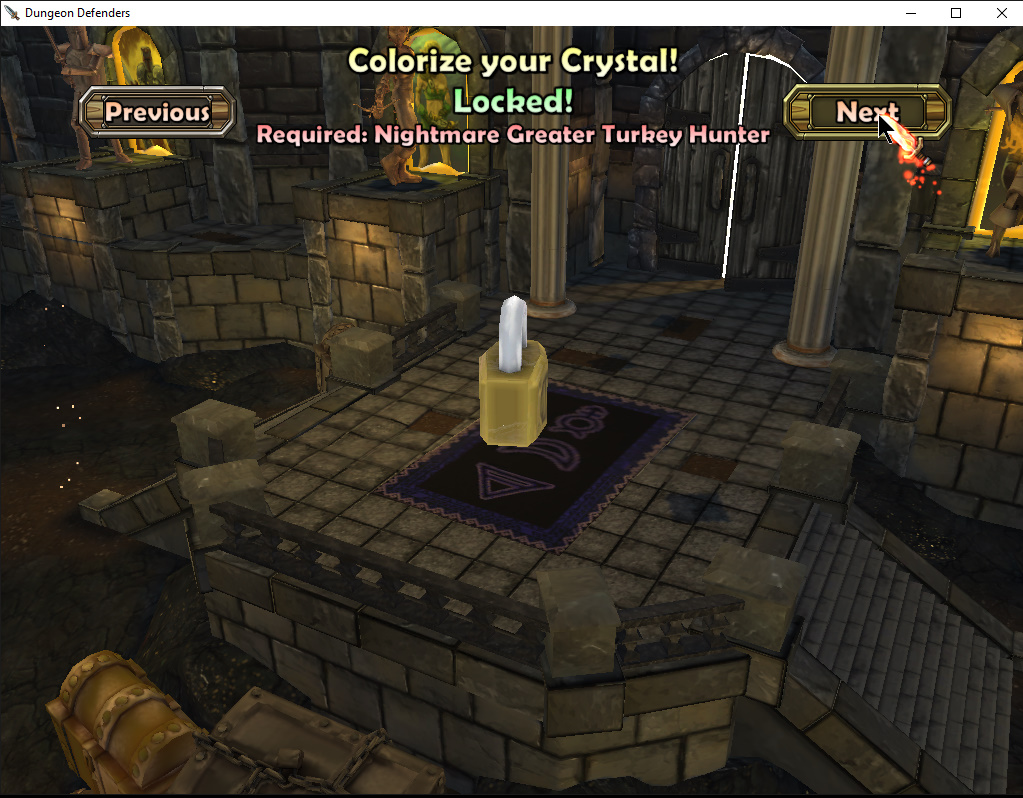 Dungeon Defenders
Colorize your Crystal!
Locked!
Previous
Next
Required: Nightmare Greater Turkey Hunter